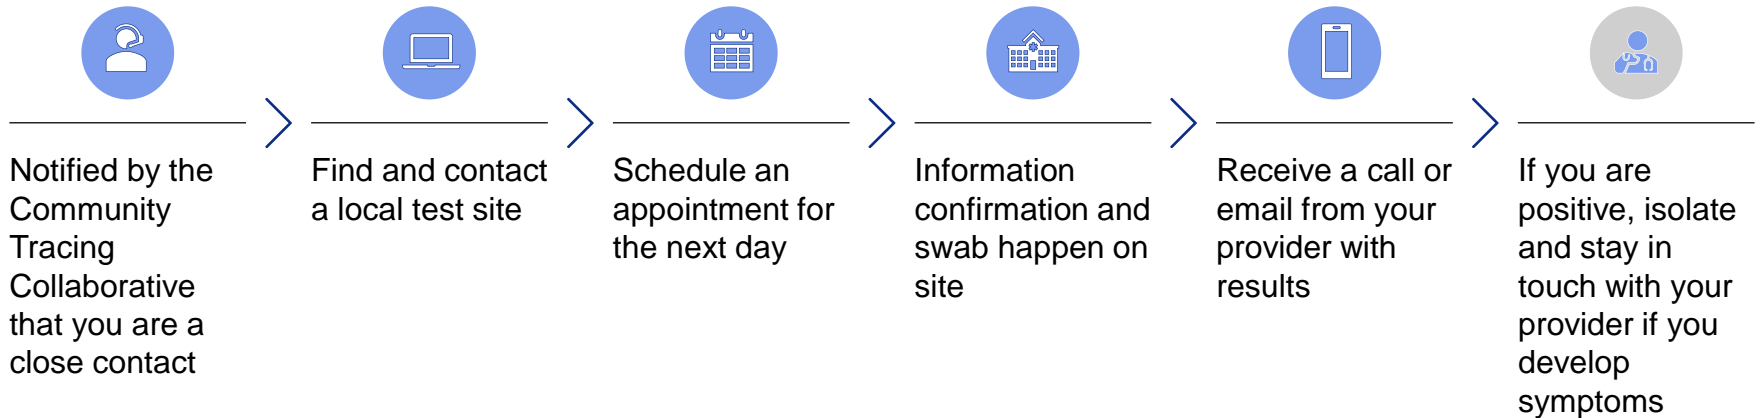 Notified by the
Community
Tracing
Collaborative
that you are a
close contact
Find and contact
a local test site
Schedule an
appointment for
the next day
Information
confirmation and
swab happen on
site
Receive a call or
email from your
provider with
results
If you are
positive, isolate
and stay in
touch with your
provider if you
develop
symptoms